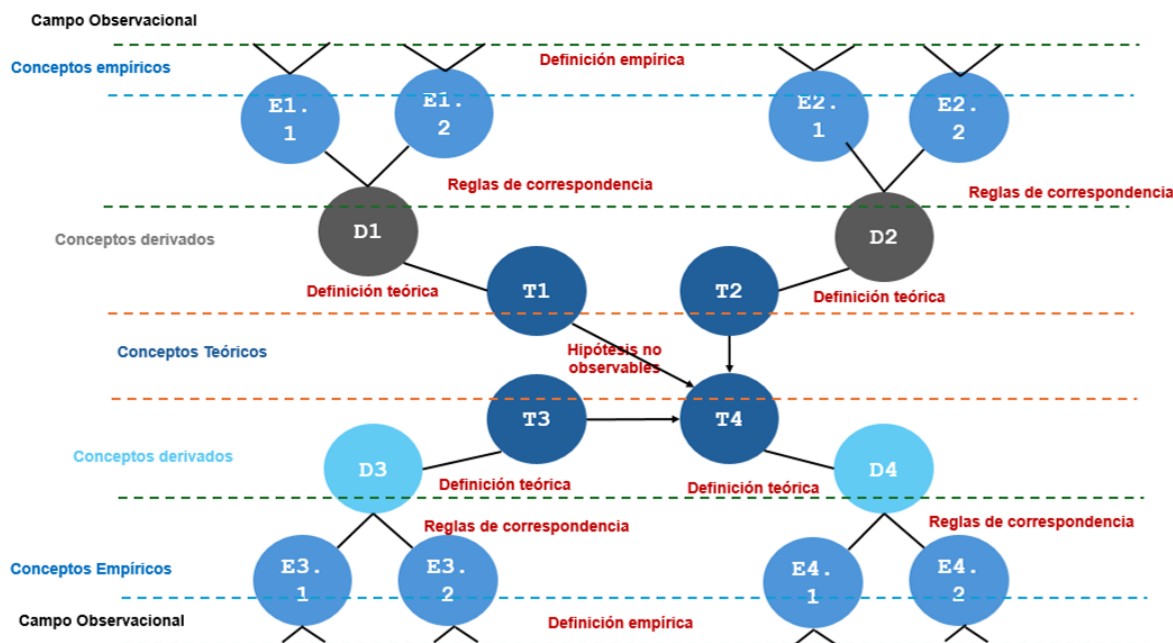 Campo Observacional
Conceptos empíricos
Definición empírica
E1.
1
E1.
2
E2.
1
E2.
2
Reglas de correspondencia
Reglas de correspondencia
Conceptos derivados
D1
D2
Definición teórica
T1
T2
Definición teórica
Conceptos Teóricos
Hipótesis no
observables
T3
T4
Conceptos derivados
D3
D4
Definición teórica
Definición teórica
Reglas de correspondencia
Reglas de correspondencia
Conceptos Empíricos
E3.
1
E3.
2
E4.
1
E4.
2
Campo Observacional
Definición empírica